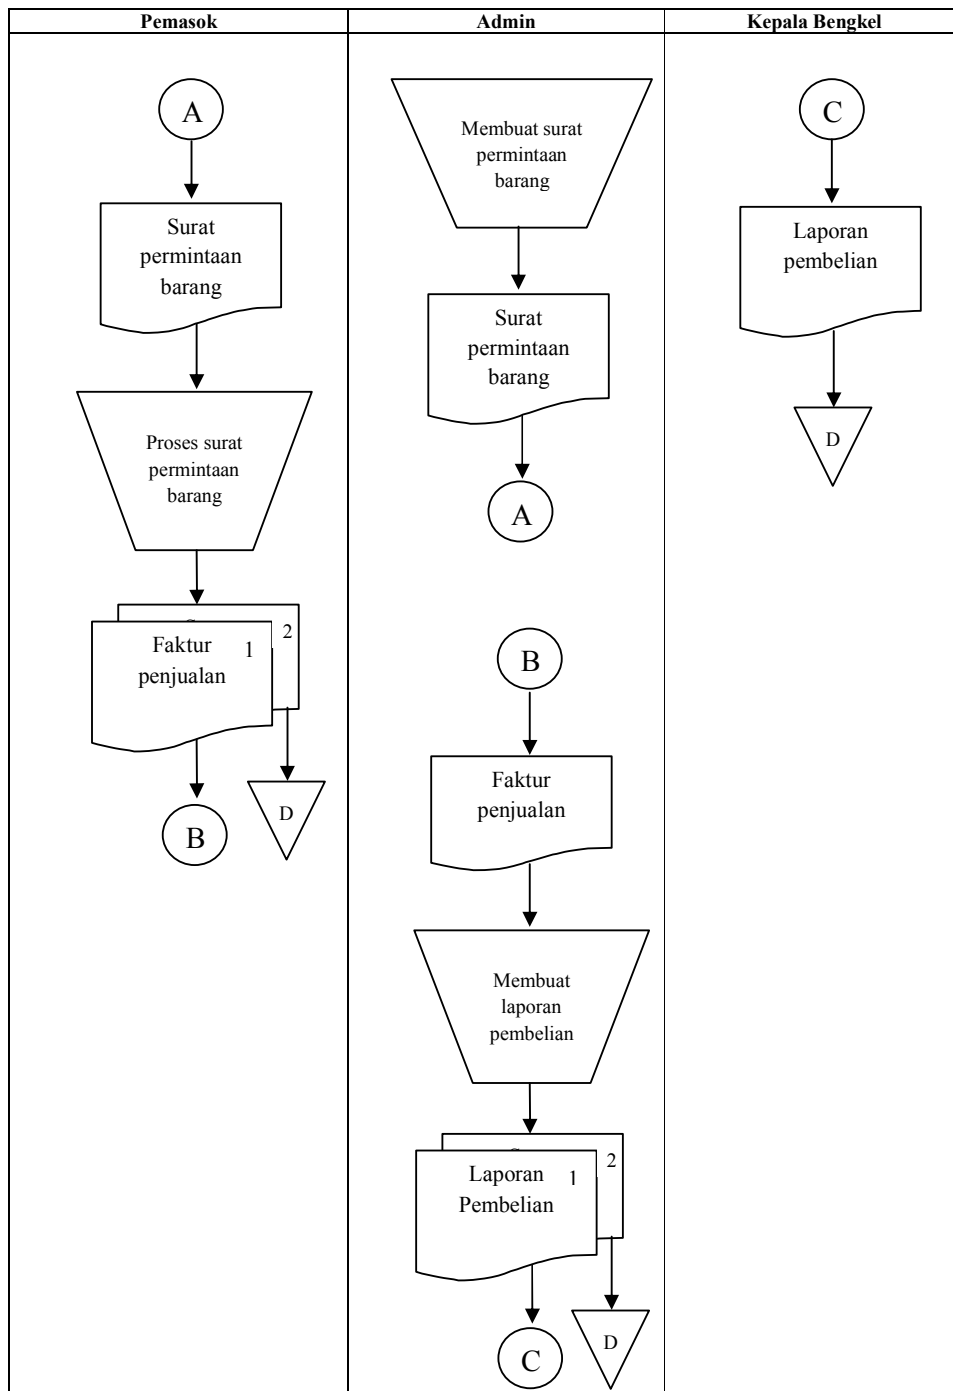 Pemasok
Admin
Kepala Bengkel
A
Surat
permintaan
barang
Proses surat
permintaan
barang
2
Faktur
1
penjualan
B
D
Membuat surat
permintaan
barang
Surat
permintaan
barang
A
B
Faktur
penjualan
Membuat
laporan
pembelian
2
Laporan
1
Pembelian
C
D
C
Laporan
pembelian
D